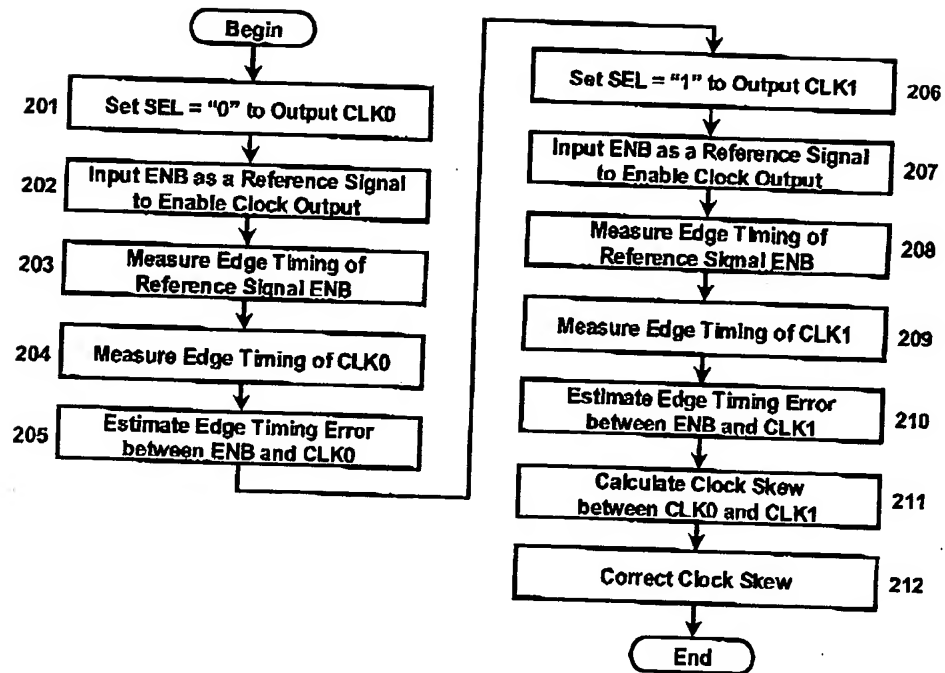 Begin
201
Set SEL = "0" to Output CLK0
202
Input ENB as a Reference Signal
to Enable Clock Output
203
Measure Edge Timing of
Reference Signal ENB
204
Measure Edge Timing of CLK0
205
Estimate Edge Timing Error
between ENB and CLK0
Set SEL = "1" to Output CLK1
206
Input ENB as a Reference Signal
to Enable Clock Output
207
Measure Edge Timing of
Reference Signal ENB
208
Measure Edge Timing of CLK1
209
Estimate Edge Timing Error
between ENB and CLK1
210
Calculate Clock Skew
between CLK0 and CLK1
211
Correct Clock Skew
212
End